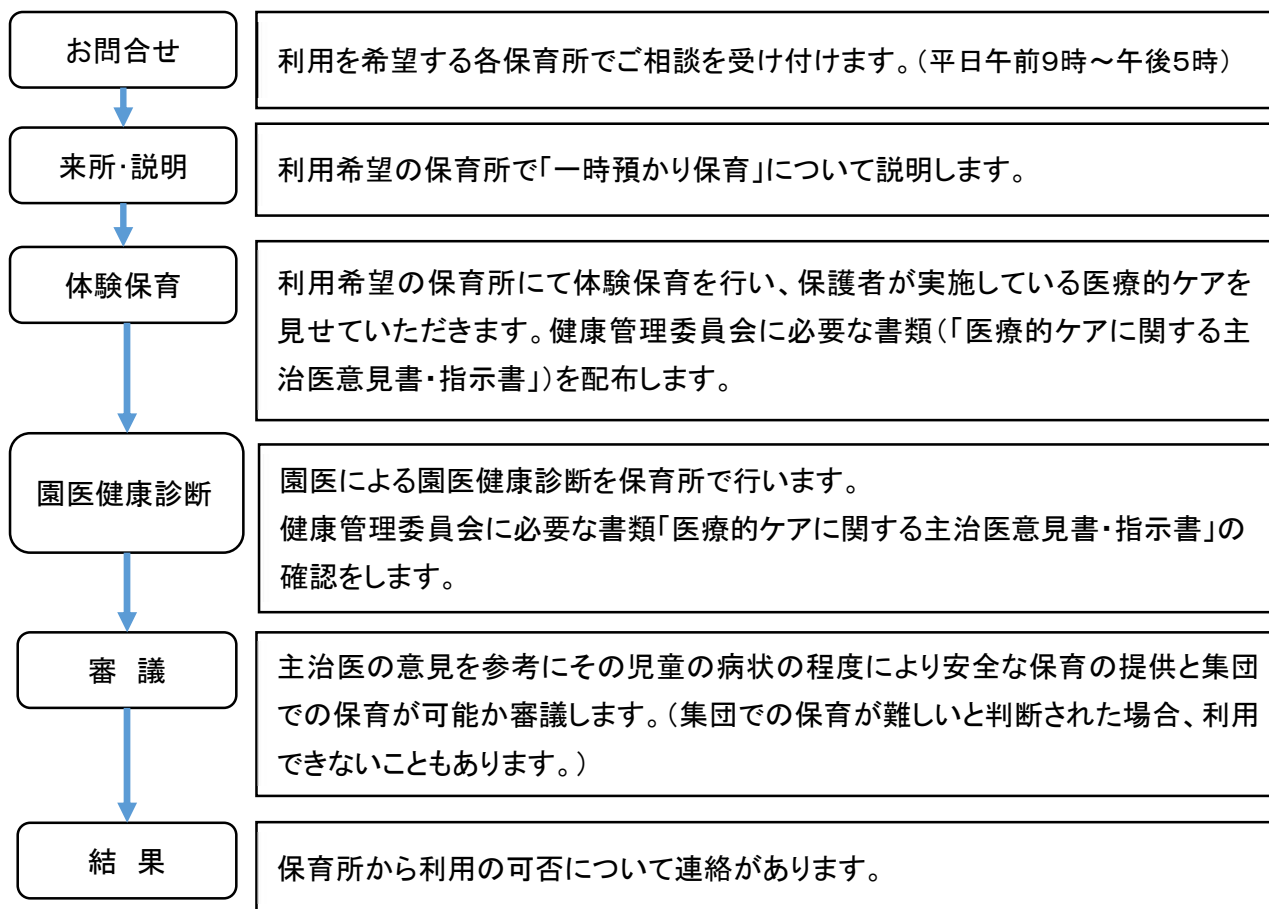 お問合せ
利用を希望する各保育所でご相談を受け付けます。（平日午前９時～午後５時）
来所・説明
利用希望の保育所で「一時預かり保育」について説明します。
体験保育
利用希望の保育所にて体験保育を行い、保護者が実施している医療的ケアを
見せていただきます。健康管理委員会に必要な書類（「医療的ケアに関する主
治医意見書・指示書」）を配布します。
園医健康診断
園医による園医健康診断を保育所で行います。
健康管理委員会に必要な書類「医療的ケアに関する主治医意見書・指示書」の
確認をします。
審　議
主治医の意見を参考にその児童の病状の程度により安全な保育の提供と集団
での保育が可能か審議します。（集団での保育が難しいと判断された場合、利用
できないこともあります。）
結　果
保育所から利用の可否について連絡があります。